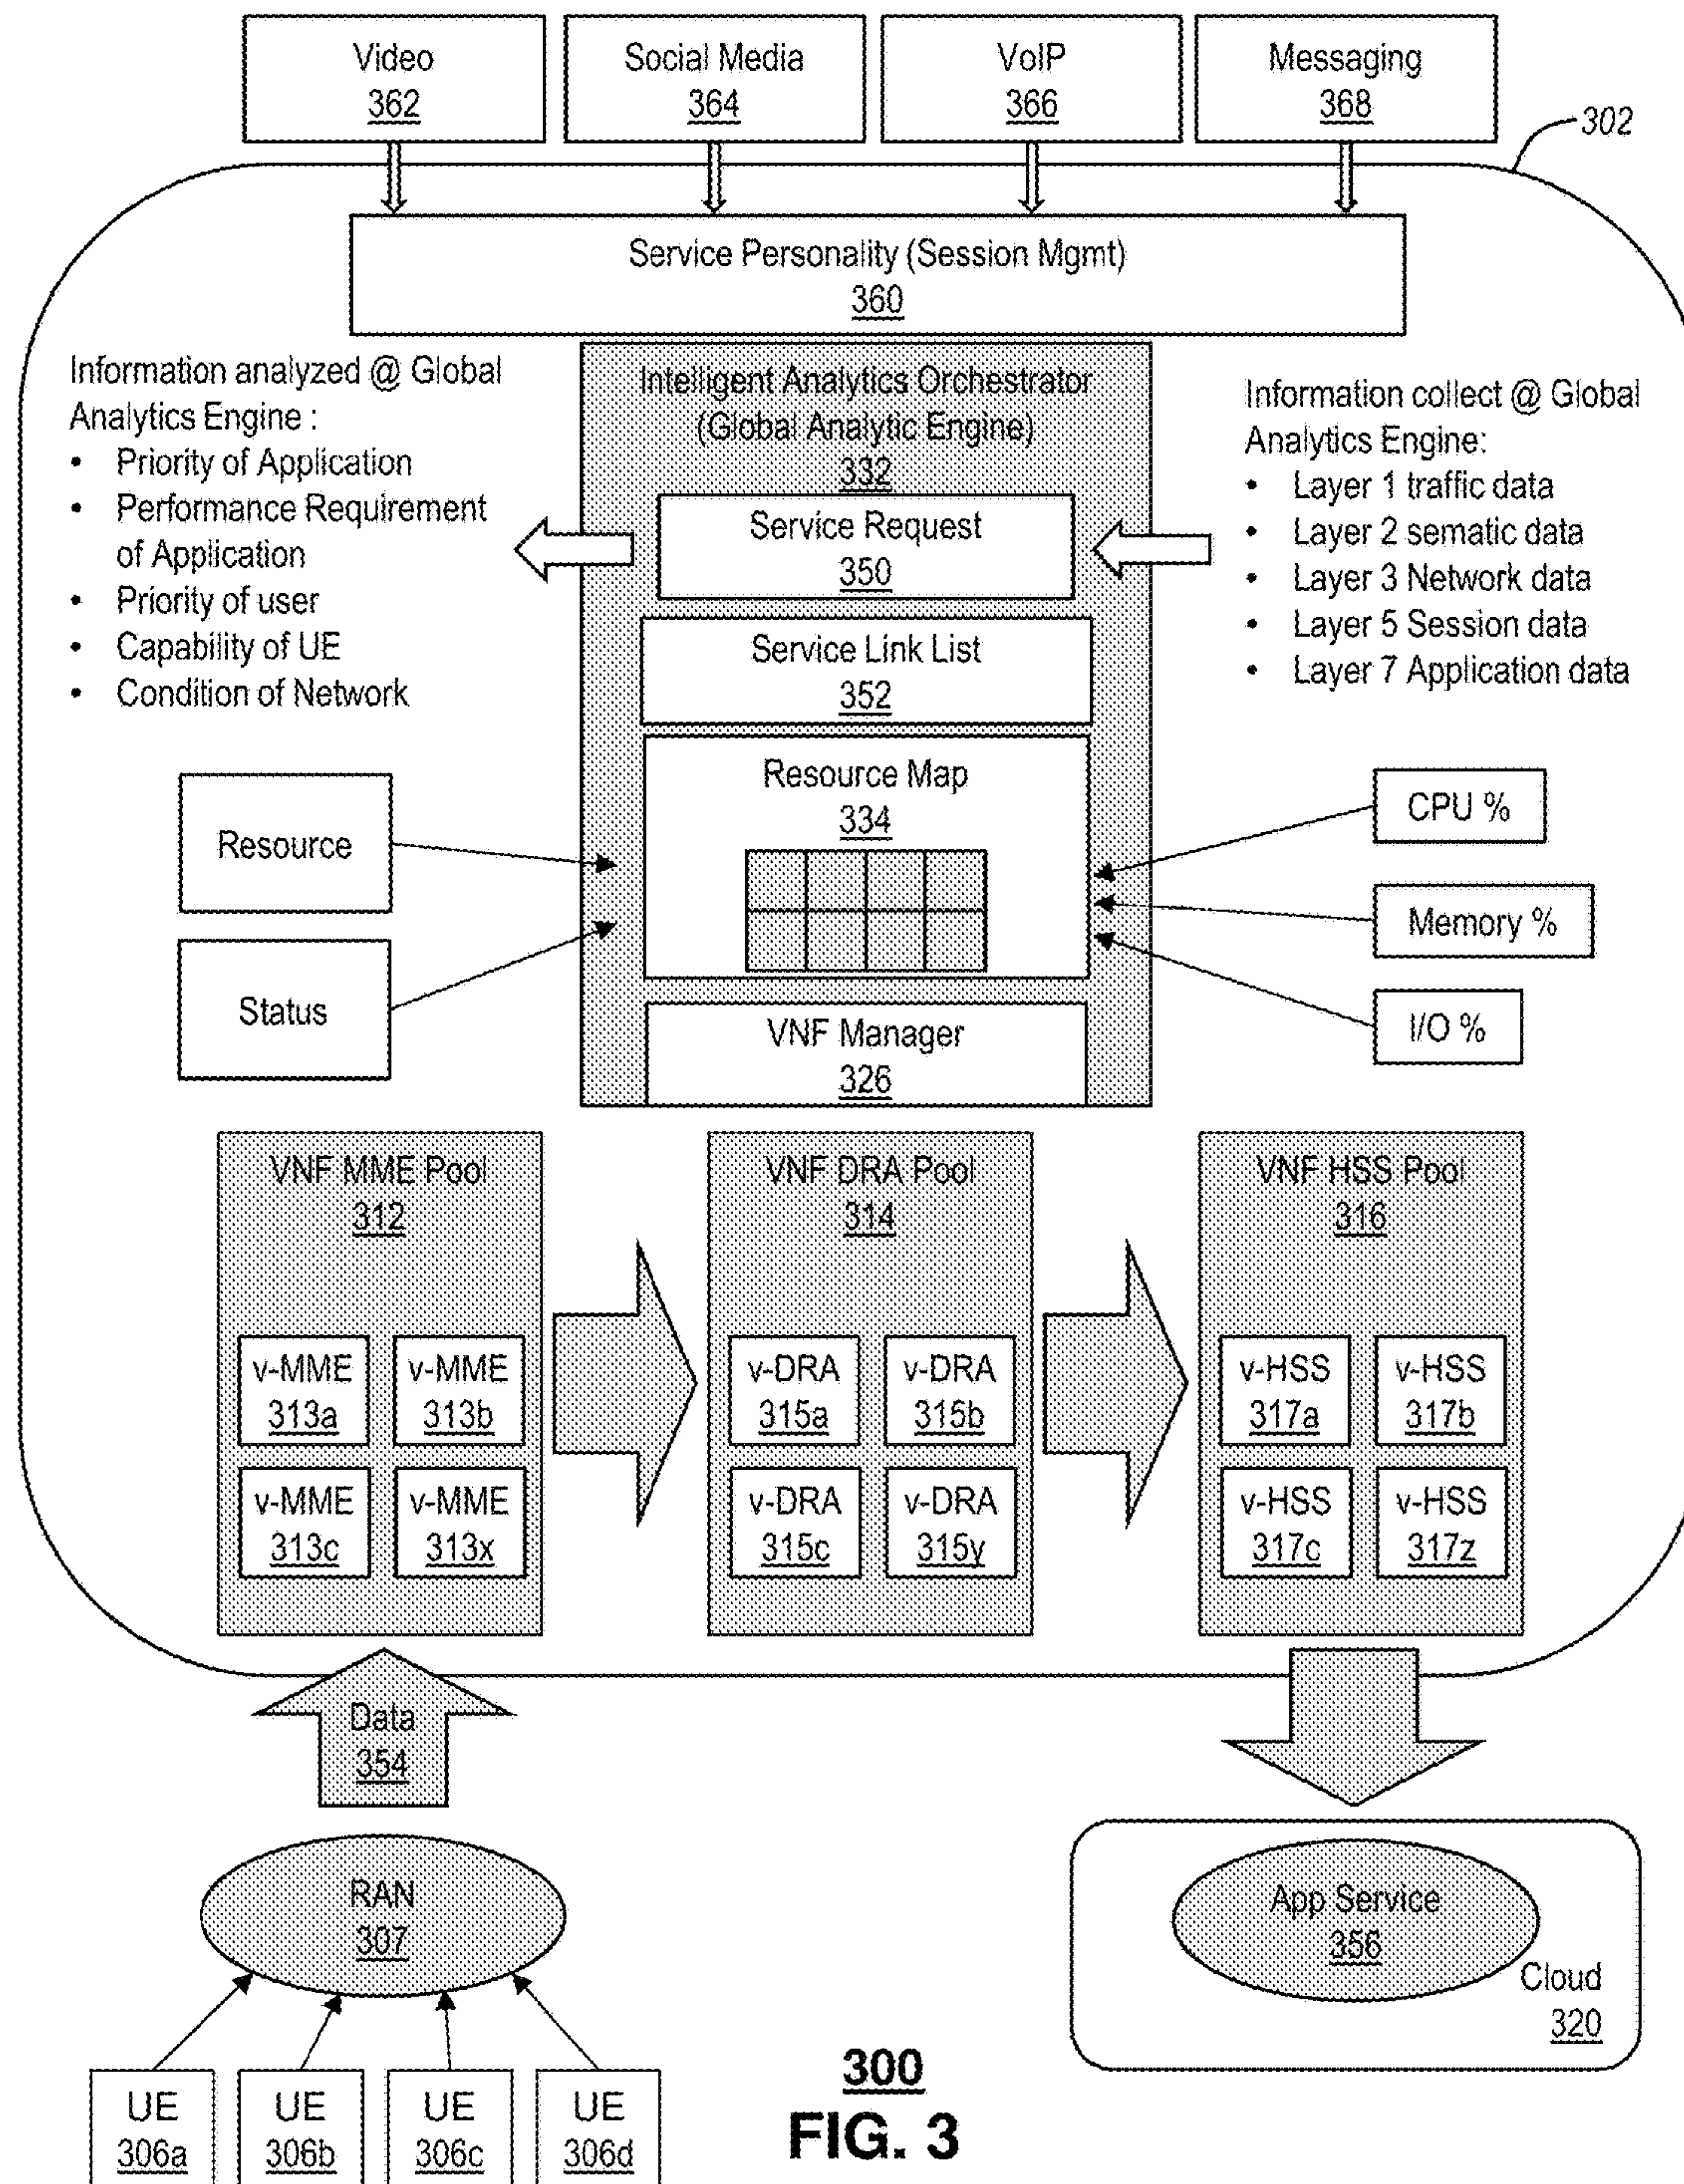 Video
362
Social Media
364
VoIP
366
Messaging
368
302
Service Personality (Session Mgmt)
360
Information analyzed @ Global
Analytics Engine :
• Priority of Application
• Performance Requirement
of Application
• Priority of user
• Capability of UE
• Condition of Network
Intelligent Analytics Orchestrator
(Global Analytic Engine)
332
Service Request
350
Service Link List
352
Resource Map
334
VNF Manager
326
Information collect @ Global
Analytics Engine:
• Layer 1 traffic data
• Layer 2 sematic data
• Layer 3 Network data
• Layer 5 Session data
• Layer 7 Application data
Resource
Status
CPU %
Memory %
I/O %
VNF MME Pool
312
v-MME
313a
v-MME
313b
v-MME
313c
v-MME
313x
VNF DRA Pool
314
v-DRA
315a
v-DRA
315b
v-DRA
315c
v-DRA
315y
VNF HSS Pool
316
v-HSS
317a
v-HSS
317b
v-HSS
317c
v-HSS
317z
Data
354
RAN
307
App Service
356
Cloud
320
UE
306a
UE
306b
UE
306c
UE
306d
300
FIG. 3